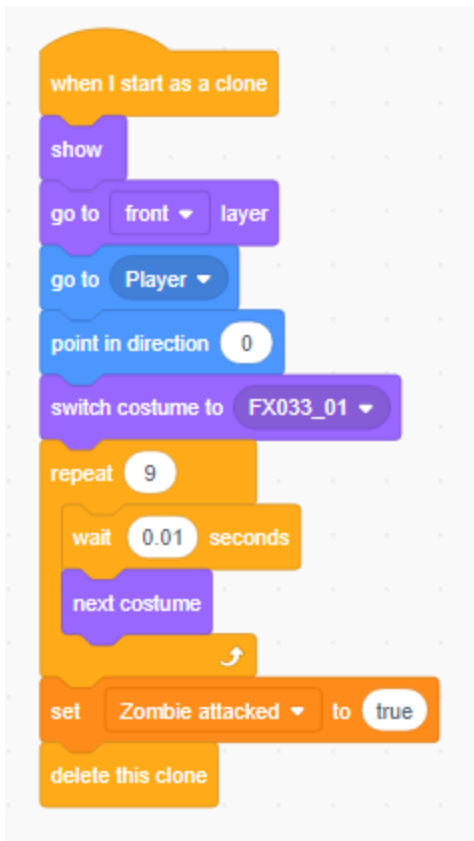 when I start as a clone
show
go to front layer
go to Player
point in direction 0
switch costume to FX033_01
repeat 9
wait 0.01 seconds
next costume
set Zombie attacked to true
delete this clone